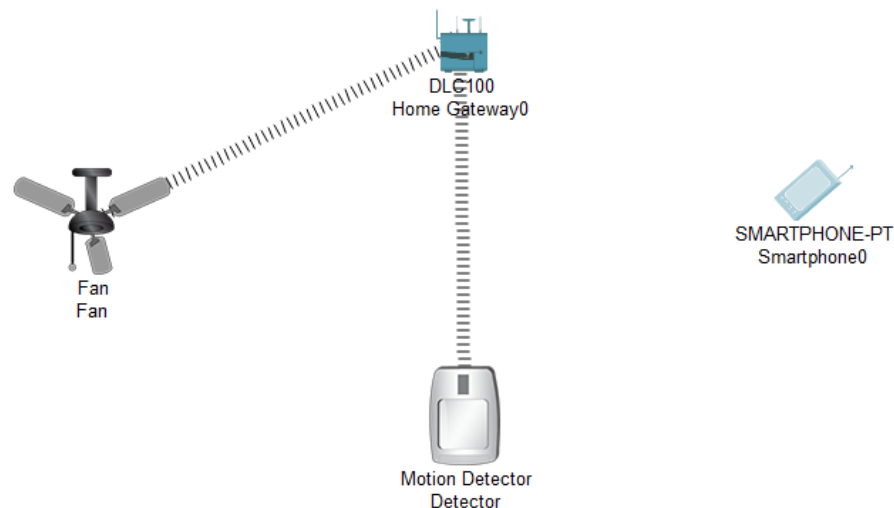 DLC100
Home Gateway0
SMARTPHONE-PT
Smartphone0
Fan
Fan
Motion Detector
Detector